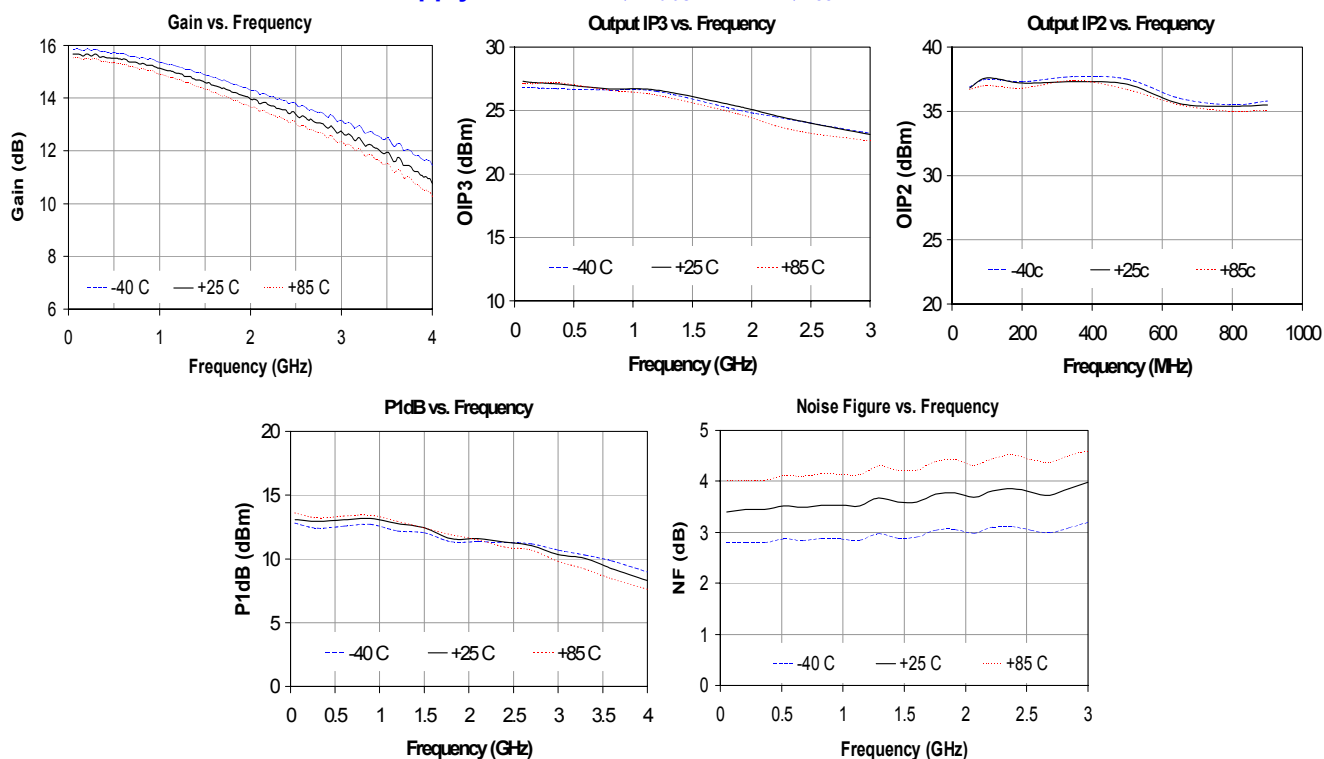 Gain vs. Frequency
16
14
12
10
8
6
Gain (dB)
-40 C +25 C +85 C
0 1 2 3 4
Frequency (GHz)
Output IP3 vs. Frequency
30
25
20
15
10
OIP3 (dBm)
-40 C +25 C +85 C
0 0.5 1 1.5 2 2.5 3
Frequency (GHz)
Output IP2 vs. Frequency
40
35
30
25
20
OIP2 (dBm)
-40c +25c +85c
0 200 400 600 800 1000
Frequency (MHz)
P1dB vs. Frequency
20
15
10
5
0
P1dB (dBm)
-40 C +25 C +85 C
0 0.5 1 1.5 2 2.5 3 3.5 4
Frequency (GHz)
Noise Figure vs. Frequency
5
4
3
2
1
0
NF (dB)
-40 C +25 C +85 C
0 0.5 1 1.5 2 2.5 3
Frequency (GHz)